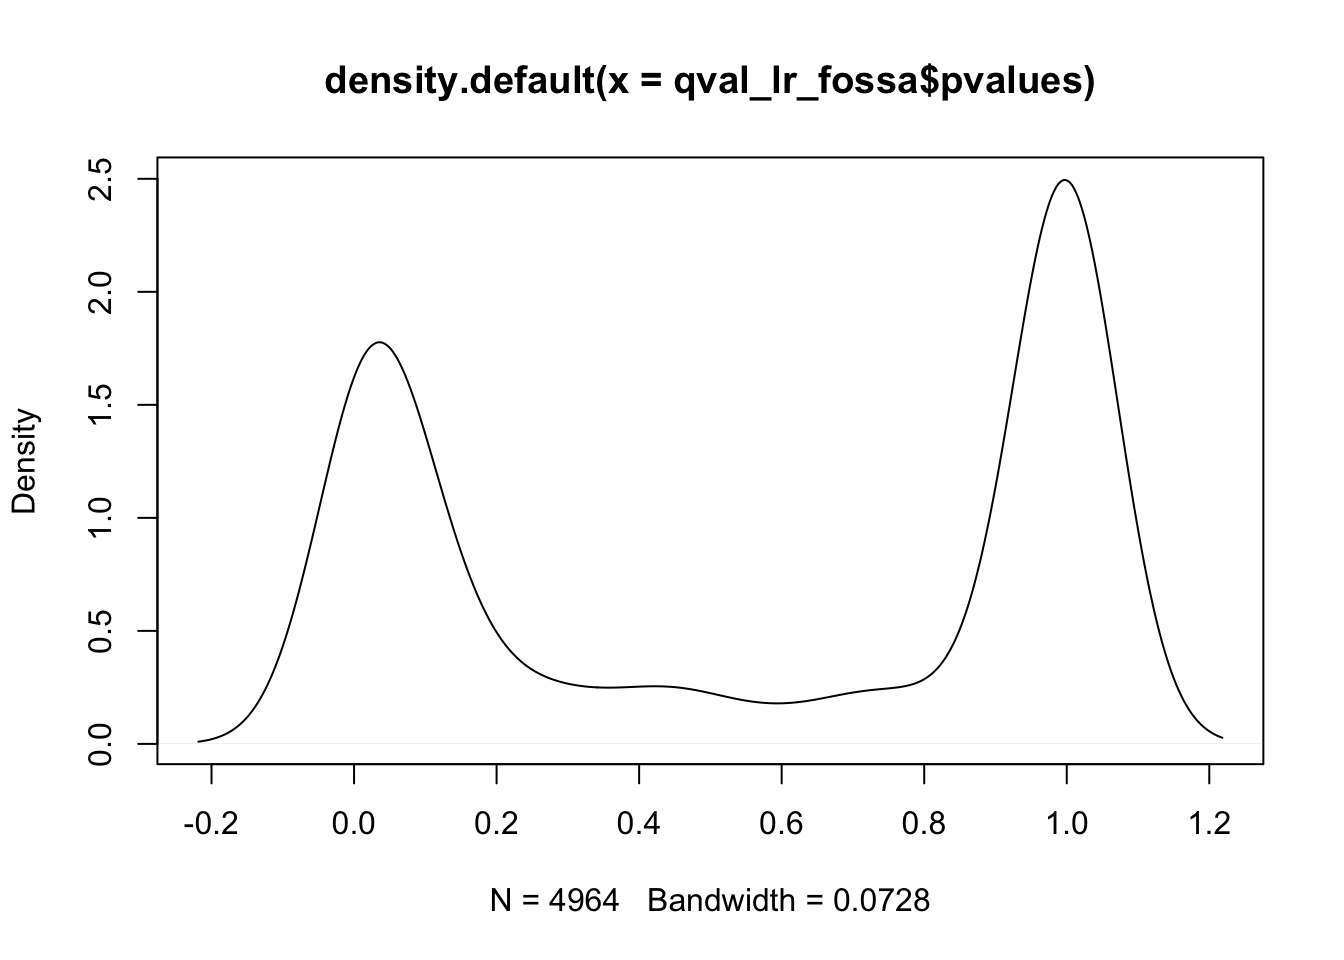 density.default(x = qval_lr_fossa$pvalues)
Density
2.5
2.0
1.5
1.0
0.5
0.0
-0.2 0.0 0.2 0.4 0.6 0.8 1.0 1.2
N = 4964 Bandwidth = 0.0728